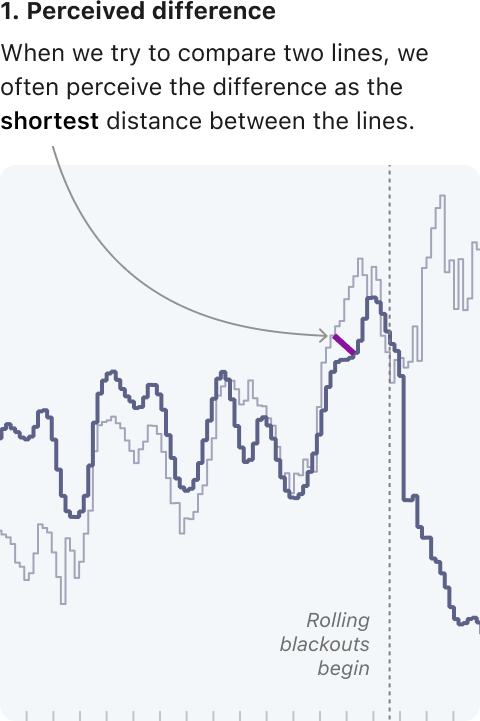 1. Perceived difference
When we try to compare two lines, we
often perceive the difference as the
shortest distance between the lines.
Rolling
blackouts
begin